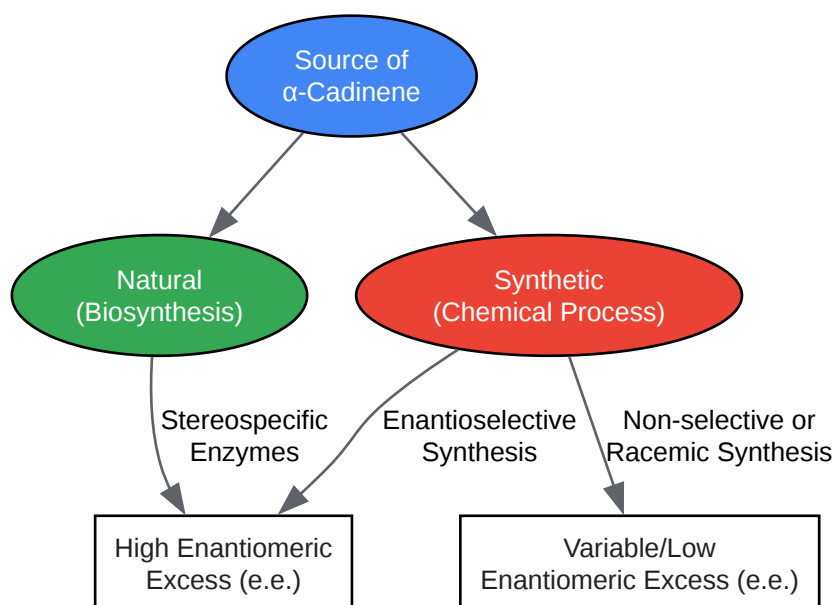 Source of
α-Cadinene
Natural
(Biosynthesis)
Synthetic
(Chemical Process)
Stereospecific
Enzymes
Enantioselective
Synthesis
Non-selective or
Racemic Synthesis
High Enantiomeric
Excess (e.e.)
Variable/Low
Enantiomeric Excess (e.e.)